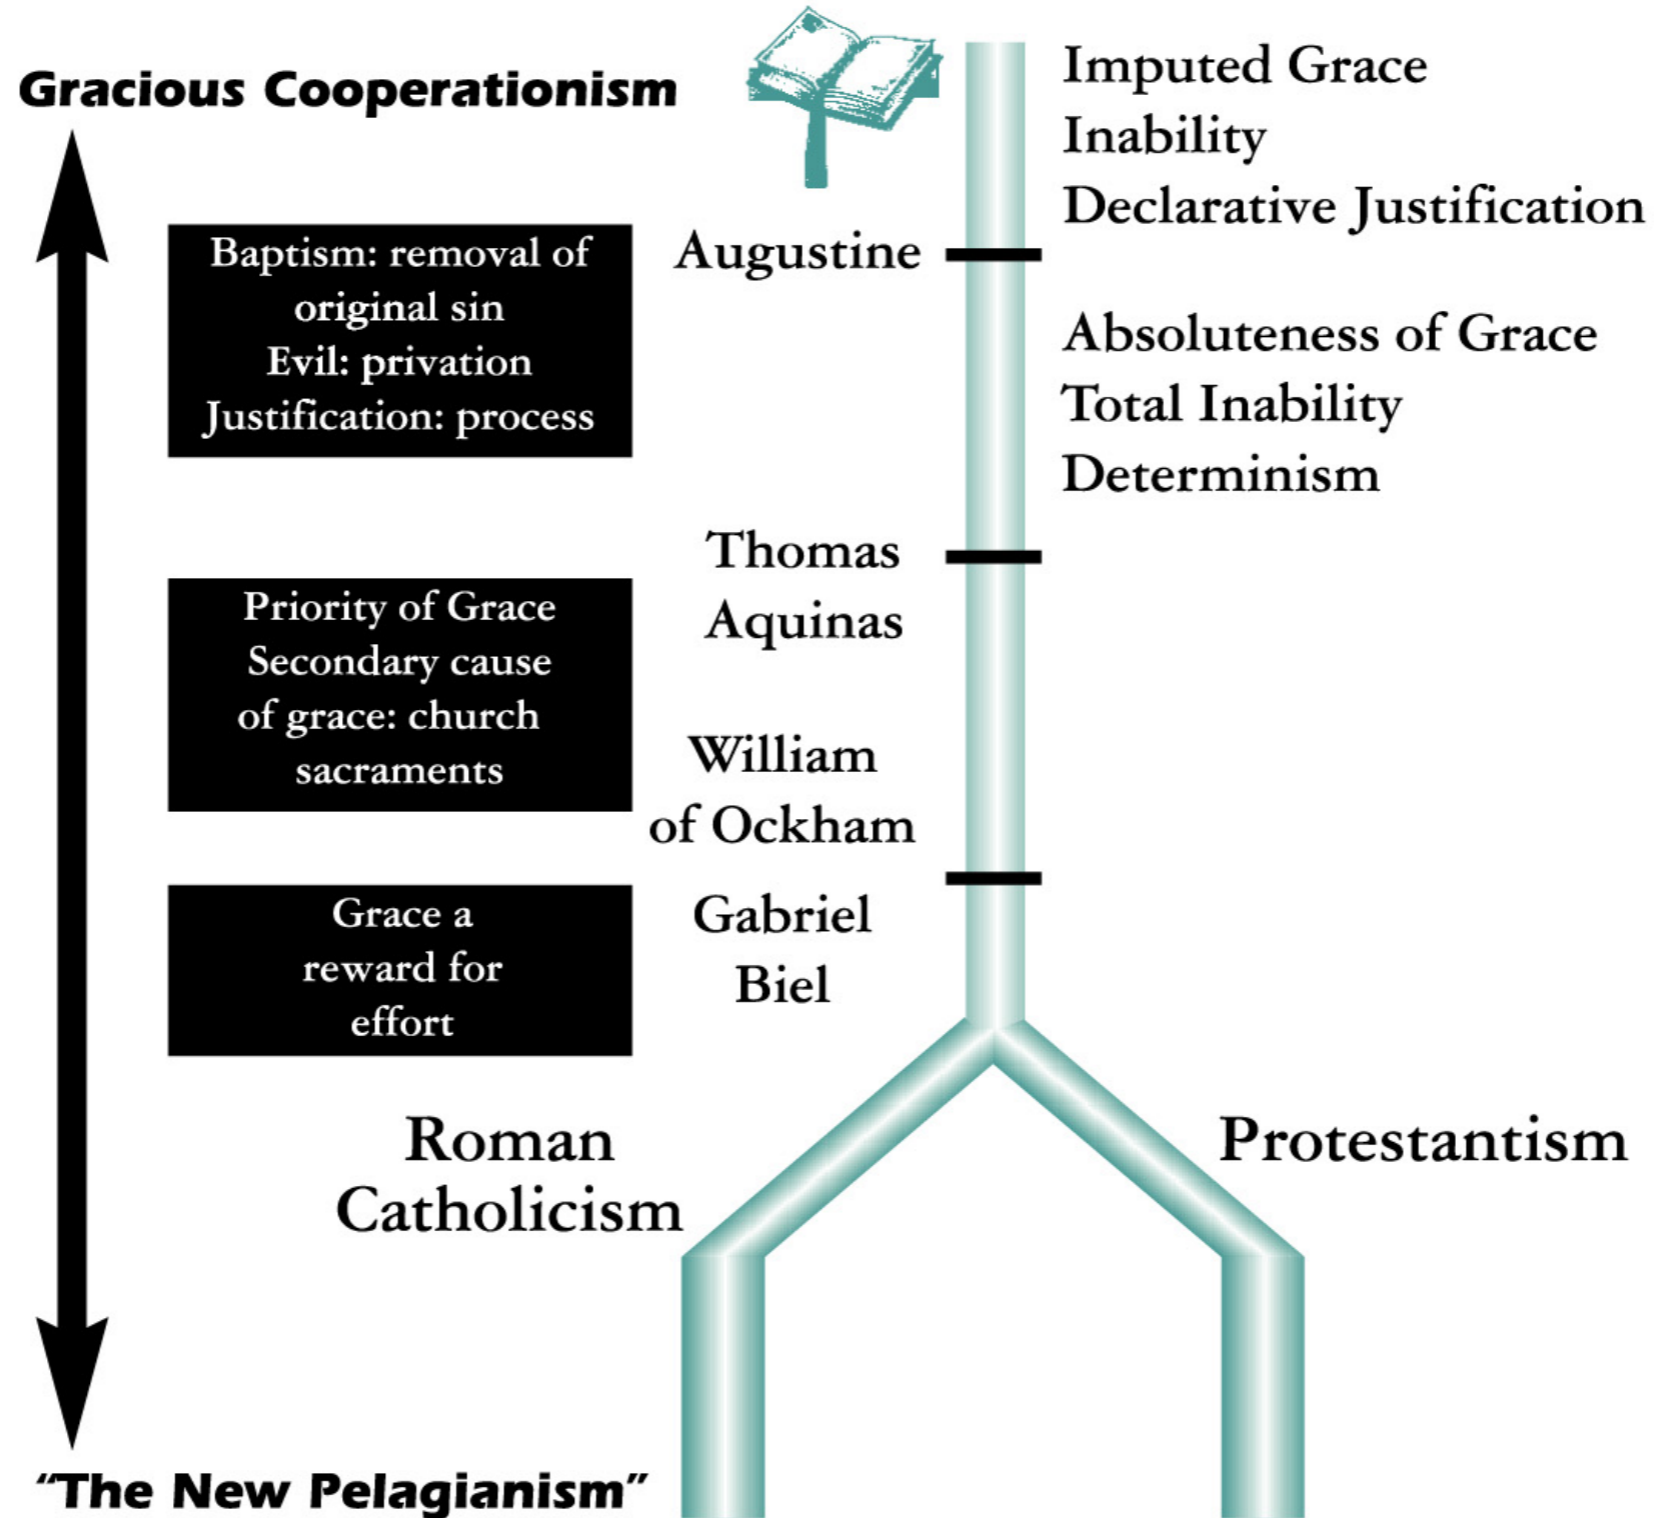 Gracious Cooperationism
Imputed Grace
Inability
Declarative Justification
Baptism: removal of
original sin
Evil: privation
Justification: process
Augustine
Absoluteness of Grace
Total Inability
Determinism
Thomas
Aquinas
Priority of Grace
Secondary cause
of grace: church
sacraments
William
of Ockham
Grace a
reward for
effort
Gabriel
Biel
Roman
Catholicism
Protestantism
“The New Pelagianism”